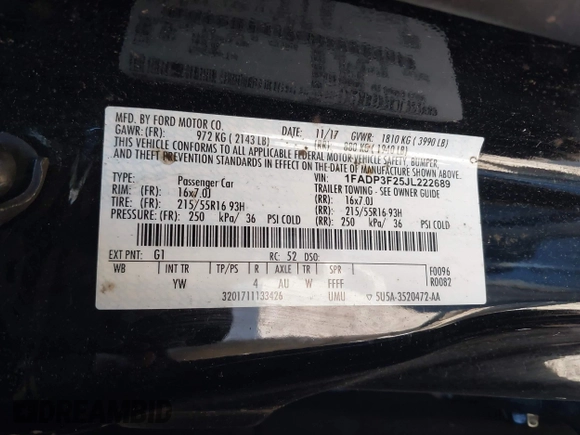 MFD. BY FORD MOTOR CO.
DATE: 11/17 GVWR: 1810 KG ( 3990 LB)
GAWR: (FR): 972 KG ( 2143 LB) (RR): 880 KG
THIS VEHICLE CONFORMS TO ALL APPLICABLE FEDERAL MOTOR VEHICLE SAFETY, BUMPER,
AND THEFT PREVENTION STANDARDS IN EFFECT ON THE DATE OF MANUFACTURE SHOWN ABOVE.
VIN: 1FADP3F25JL222689
TYPE: Passenger Car TRAILER TOWING - SEE OWNER GUIDE
RIM: (FR): 16x7.0J (RR): 16x7.0J
TIRE: (FR): 215/55R16 93H (RR): 215/55R16 93H
PRESSURE: (FR): 250 kPa/ 36 PSI COLD (RR): 250 kPa/ 36 PSI COLD
EXT PNT: G1 RC: 52 DSO:
WB INT TR TP/PS R AXLE TR SPR F0096
YW 4 AU W FFFF R0082
3201711133426 UMU ▽ 5U5A-3520472-AA
DREAMBID